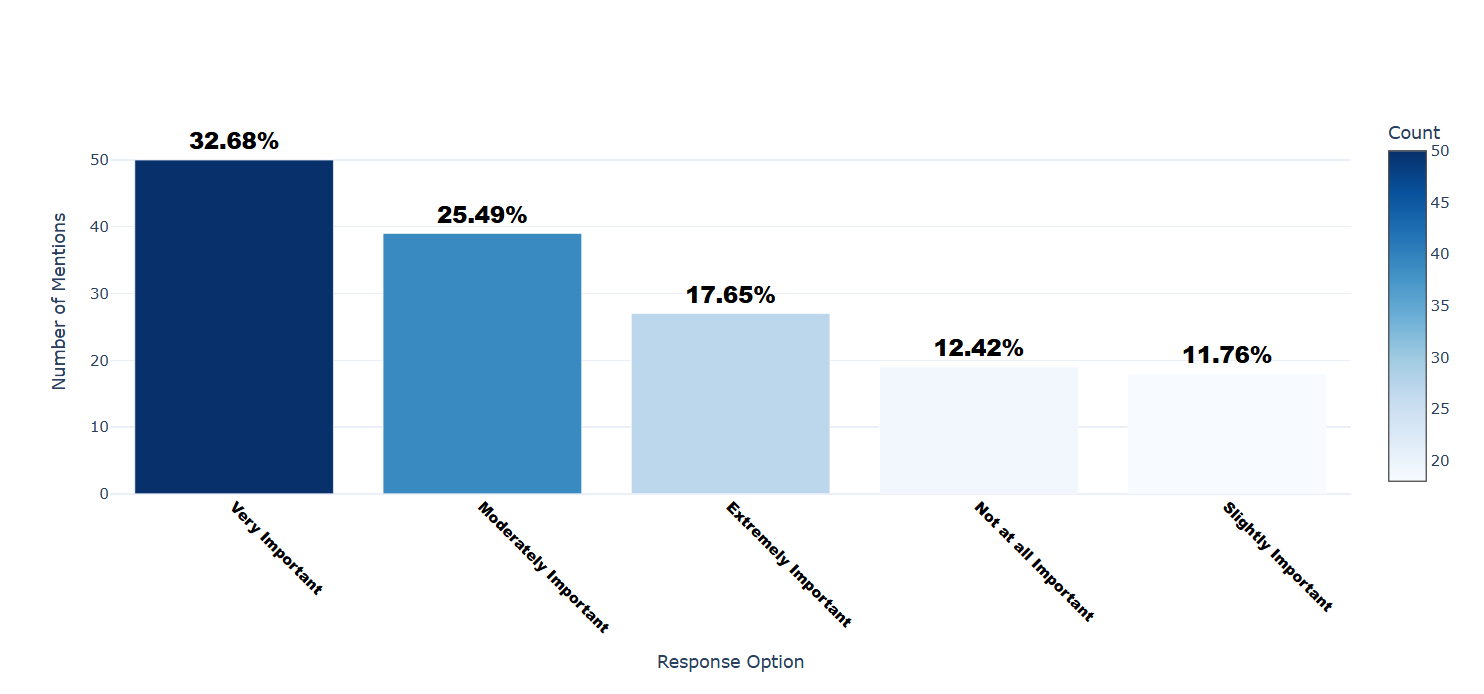 32.68%
25.49%
17.65%
12.42%
11.76%
Number of Mentions
50
40
30
20
10
0
Very Important
Moderately Important
Extremely Important
Not at all Important
Slightly Important
Response Option
Count
50
45
40
35
30
25
20